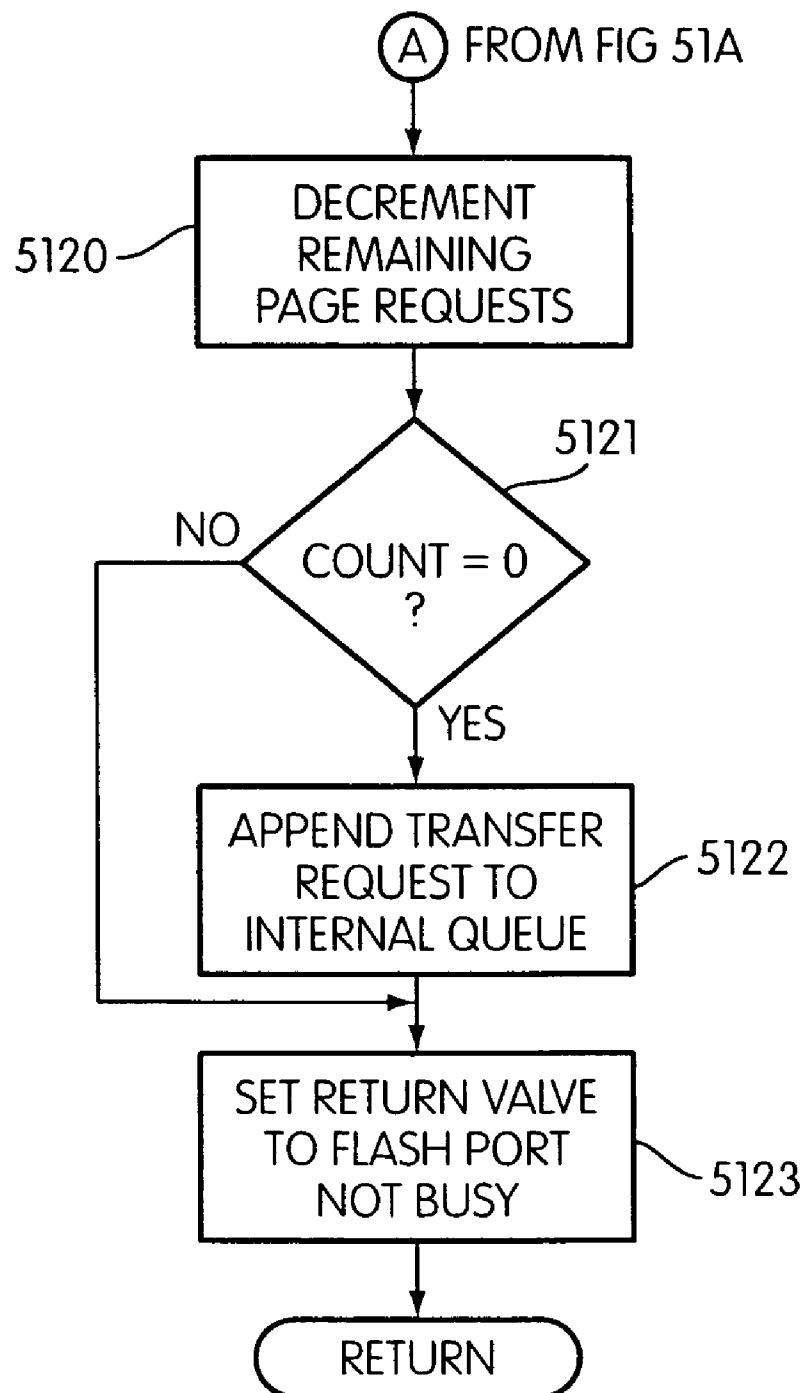 A FROM FIG 51A
DECREMENT
REMAINING
PAGE REQUESTS
5120
5121
NO
COUNT = 0
?
YES
APPEND TRANSFER
REQUEST TO
INTERNAL QUEUE
5122
SET RETURN VALVE
TO FLASH PORT
NOT BUSY
5123
RETURN